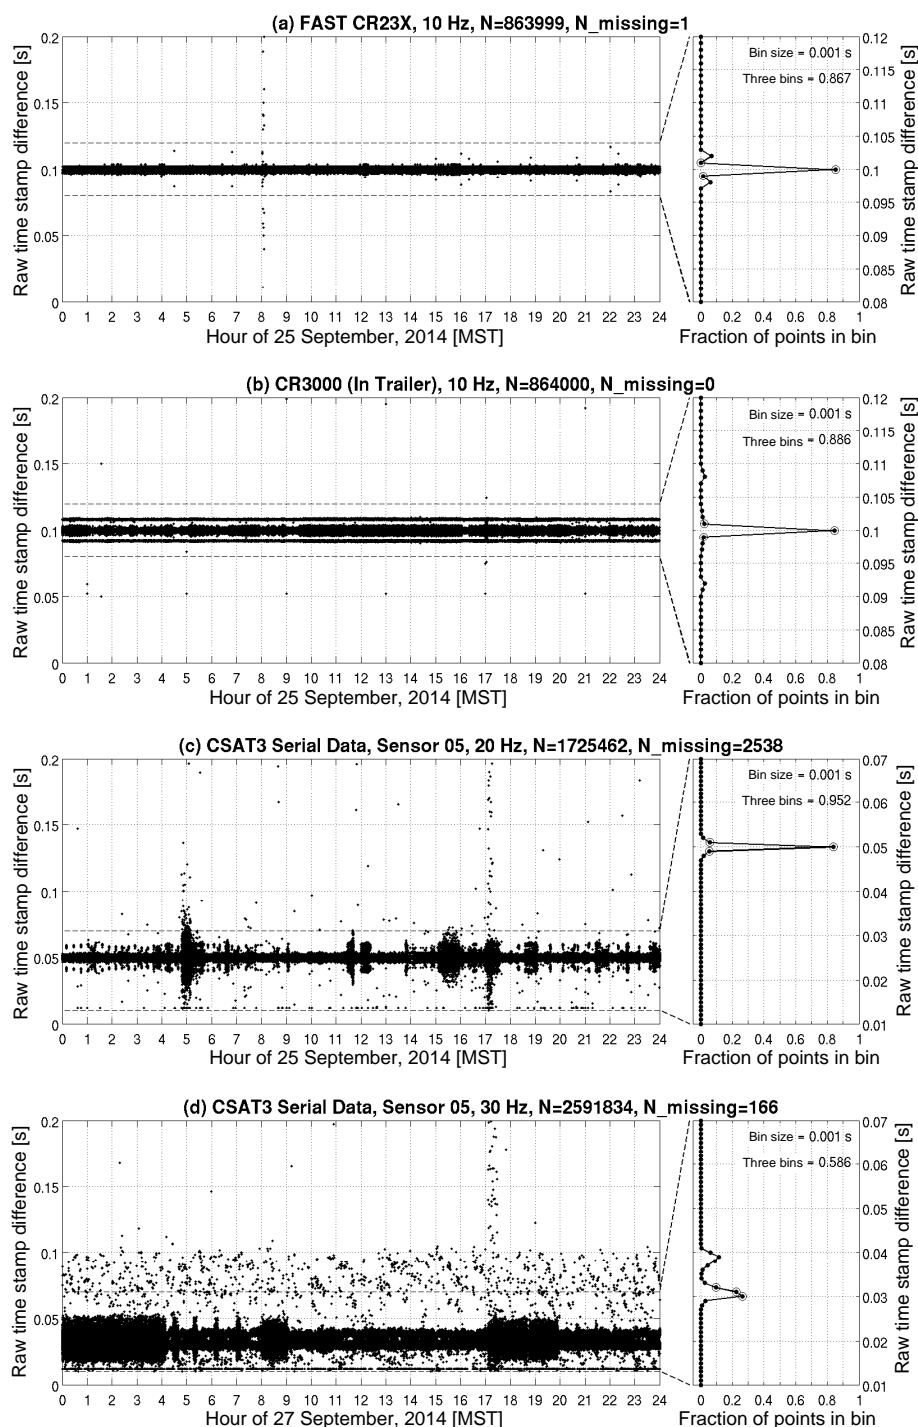 (a) FAST CR23X, 10 Hz, N=863999, N_missing=1
Raw time stamp difference [s]
0.2
0.15
0.1
0.05
0
0 1 2 3 4 5 6 7 8 9 10 11 12 13 14 15 16 17 18 19 20 21 22 23 24
Hour of 25 September, 2014 [MST]
Bin size = 0.001 s
Three bins = 0.867
0.12
0.115
0.11
0.105
0.1
0.095
0.09
0.085
0.08
Raw time stamp difference [s]
0 0.2 0.4 0.6 0.8 1
Fraction of points in bin
(b) CR3000 (In Trailer), 10 Hz, N=864000, N_missing=0
Raw time stamp difference [s]
0.2
0.15
0.1
0.05
0
0 1 2 3 4 5 6 7 8 9 10 11 12 13 14 15 16 17 18 19 20 21 22 23 24
Hour of 25 September, 2014 [MST]
Bin size = 0.001 s
Three bins = 0.886
0.12
0.115
0.11
0.105
0.1
0.095
0.09
0.085
0.08
Raw time stamp difference [s]
0 0.2 0.4 0.6 0.8 1
Fraction of points in bin
(c) CSAT3 Serial Data, Sensor 05, 20 Hz, N=1725462, N_missing=2538
Raw time stamp difference [s]
0.2
0.15
0.1
0.05
0
0 1 2 3 4 5 6 7 8 9 10 11 12 13 14 15 16 17 18 19 20 21 22 23 24
Hour of 25 September, 2014 [MST]
Bin size = 0.001 s
Three bins = 0.952
0.07
0.06
0.05
0.04
0.03
0.02
0.01
Raw time stamp difference [s]
0 0.2 0.4 0.6 0.8 1
Fraction of points in bin
(d) CSAT3 Serial Data, Sensor 05, 30 Hz, N=2591834, N_missing=166
Raw time stamp difference [s]
0.2
0.15
0.1
0.05
0
0 1 2 3 4 5 6 7 8 9 10 11 12 13 14 15 16 17 18 19 20 21 22 23 24
Hour of 27 September, 2014 [MST]
Bin size = 0.001 s
Three bins = 0.586
0.07
0.06
0.05
0.04
0.03
0.02
0.01
Raw time stamp difference [s]
0 0.2 0.4 0.6 0.8 1
Fraction of points in bin